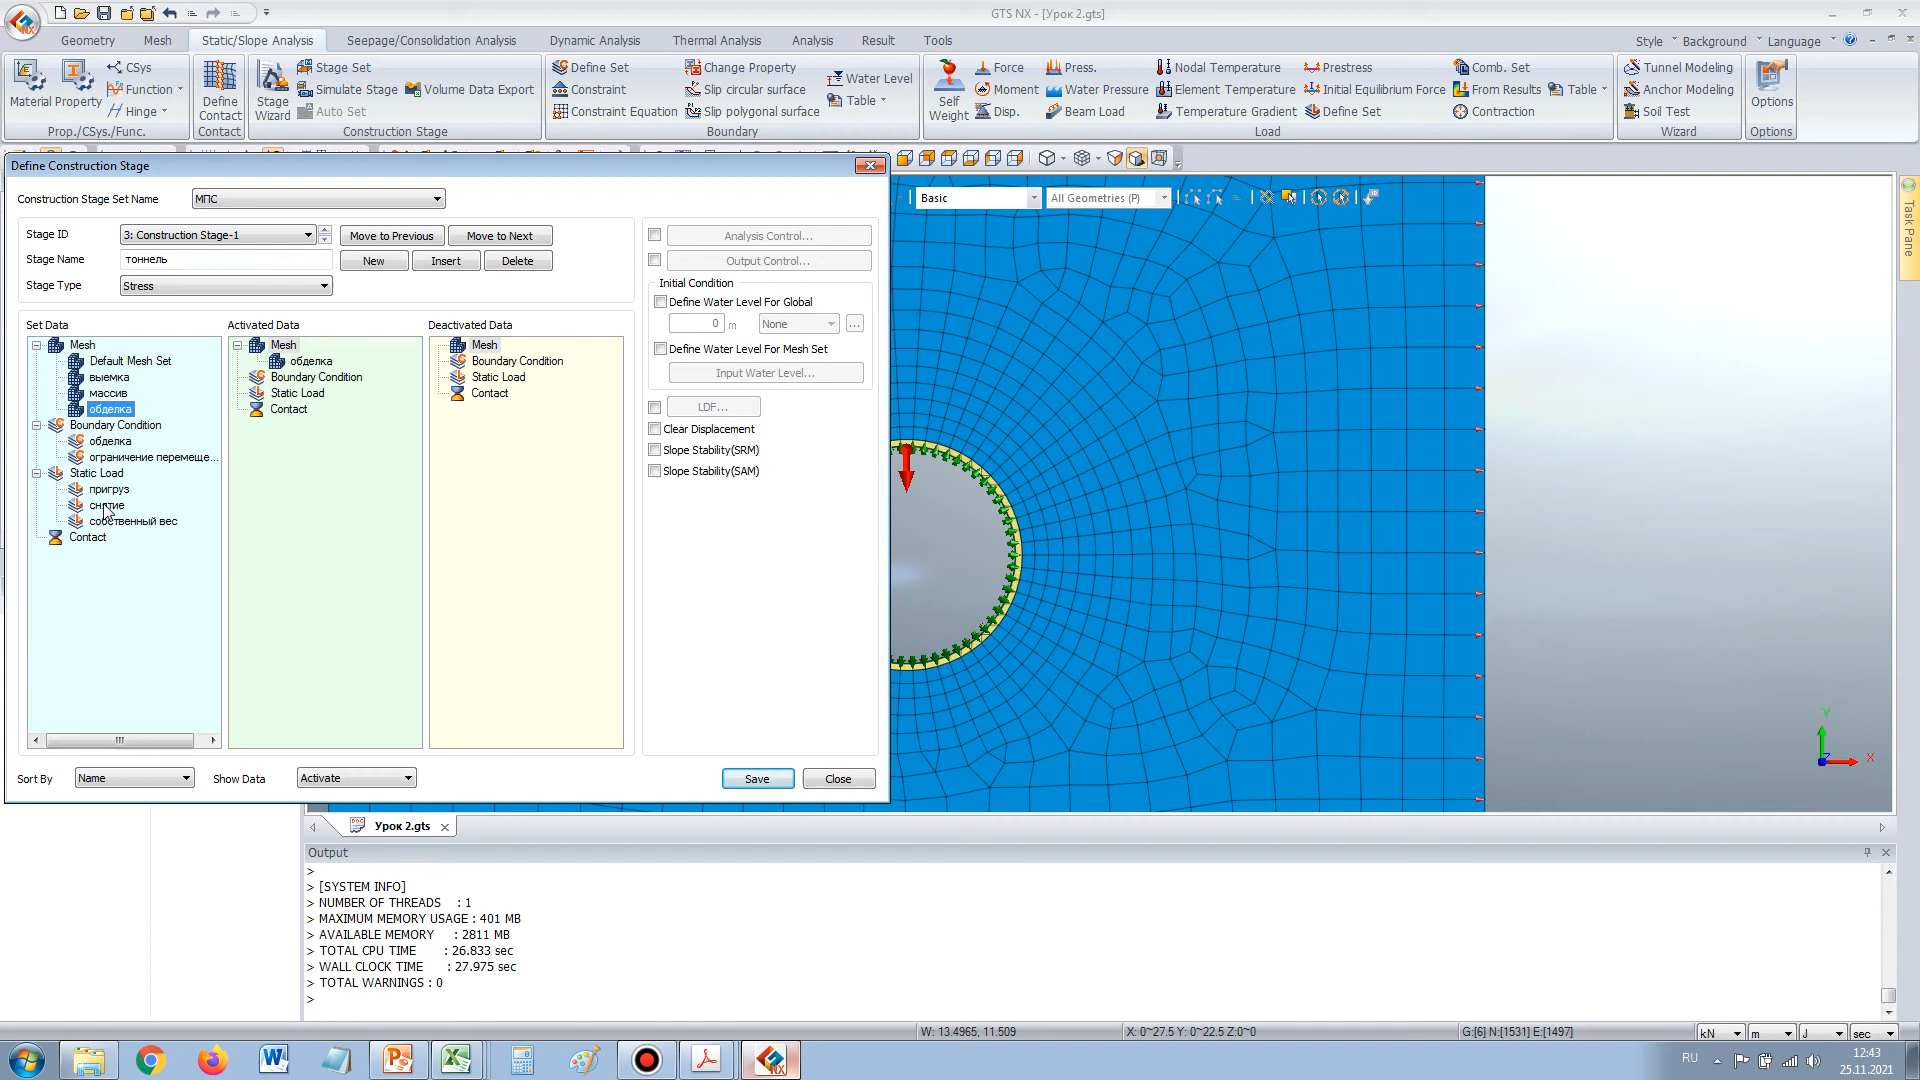 GTS NX - [Урок 2.gts]
Geometry Mesh Static/Slope Analysis Seepage/Consolidation Analysis Dynamic Analysis Thermal Analysis Analysis Result Tools
Style Background Language
Material Property
CSys
Function
Hinge
Prop./CSys./Func.
Define Contact
Contact
Stage Wizard
Stage Set
Simulate Stage Volume Data Export
Auto Set
Construction Stage
Define Set Change Property
Constraint Slip circular surface
Constraint Equation Slip polygonal surface
Water Level
Table
Boundary
Self Weight
Force Press. Nodal Temperature Prestress Comb. Set
Moment Water Pressure Element Temperature Initial Equilibrium Force From Results Table
Disp. Beam Load Temperature Gradient Define Set Contraction
Load
Tunnel Modeling
Anchor Modeling
Soil Test
Wizard
Options
Options
Define Construction Stage
Construction Stage Set Name МПС
Stage ID 3: Construction Stage-1 Move to Previous Move to Next
Stage Name тоннель New Insert Delete
Stage Type Stress
Set Data
Mesh
Default Mesh Set
выемка
массив
обделка
Boundary Condition
обделка
ограничение перемеще...
Static Load
пригруз
снятие
собственный вес
Contact
Activated Data
Mesh
обделка
Boundary Condition
Static Load
Contact
Deactivated Data
Mesh
Boundary Condition
Static Load
Contact
Analysis Control...
Output Control...
Initial Condition
Define Water Level For Global
0 m None ...
Define Water Level For Mesh Set
Input Water Level...
LDF...
Clear Displacement
Slope Stability(SRM)
Slope Stability(SAM)
Sort By Name Show Data Activate Save Close
Basic All Geometries (P)
Task Pane
Y
X
Z
Урок 2.gts
Output
>
> [SYSTEM INFO]
> NUMBER OF THREADS : 1
> MAXIMUM MEMORY USAGE : 401 MB
> AVAILABLE MEMORY : 2811 MB
> TOTAL CPU TIME : 26.833 sec
> WALL CLOCK TIME : 27.975 sec
> TOTAL WARNINGS : 0
>
W: 13.4965, 11.509 X: 0~27.5 Y: 0~22.5 Z:0~0 G:[6] N:[1531] E:[1497] kN m J sec
RU 12:43
25.11.2021